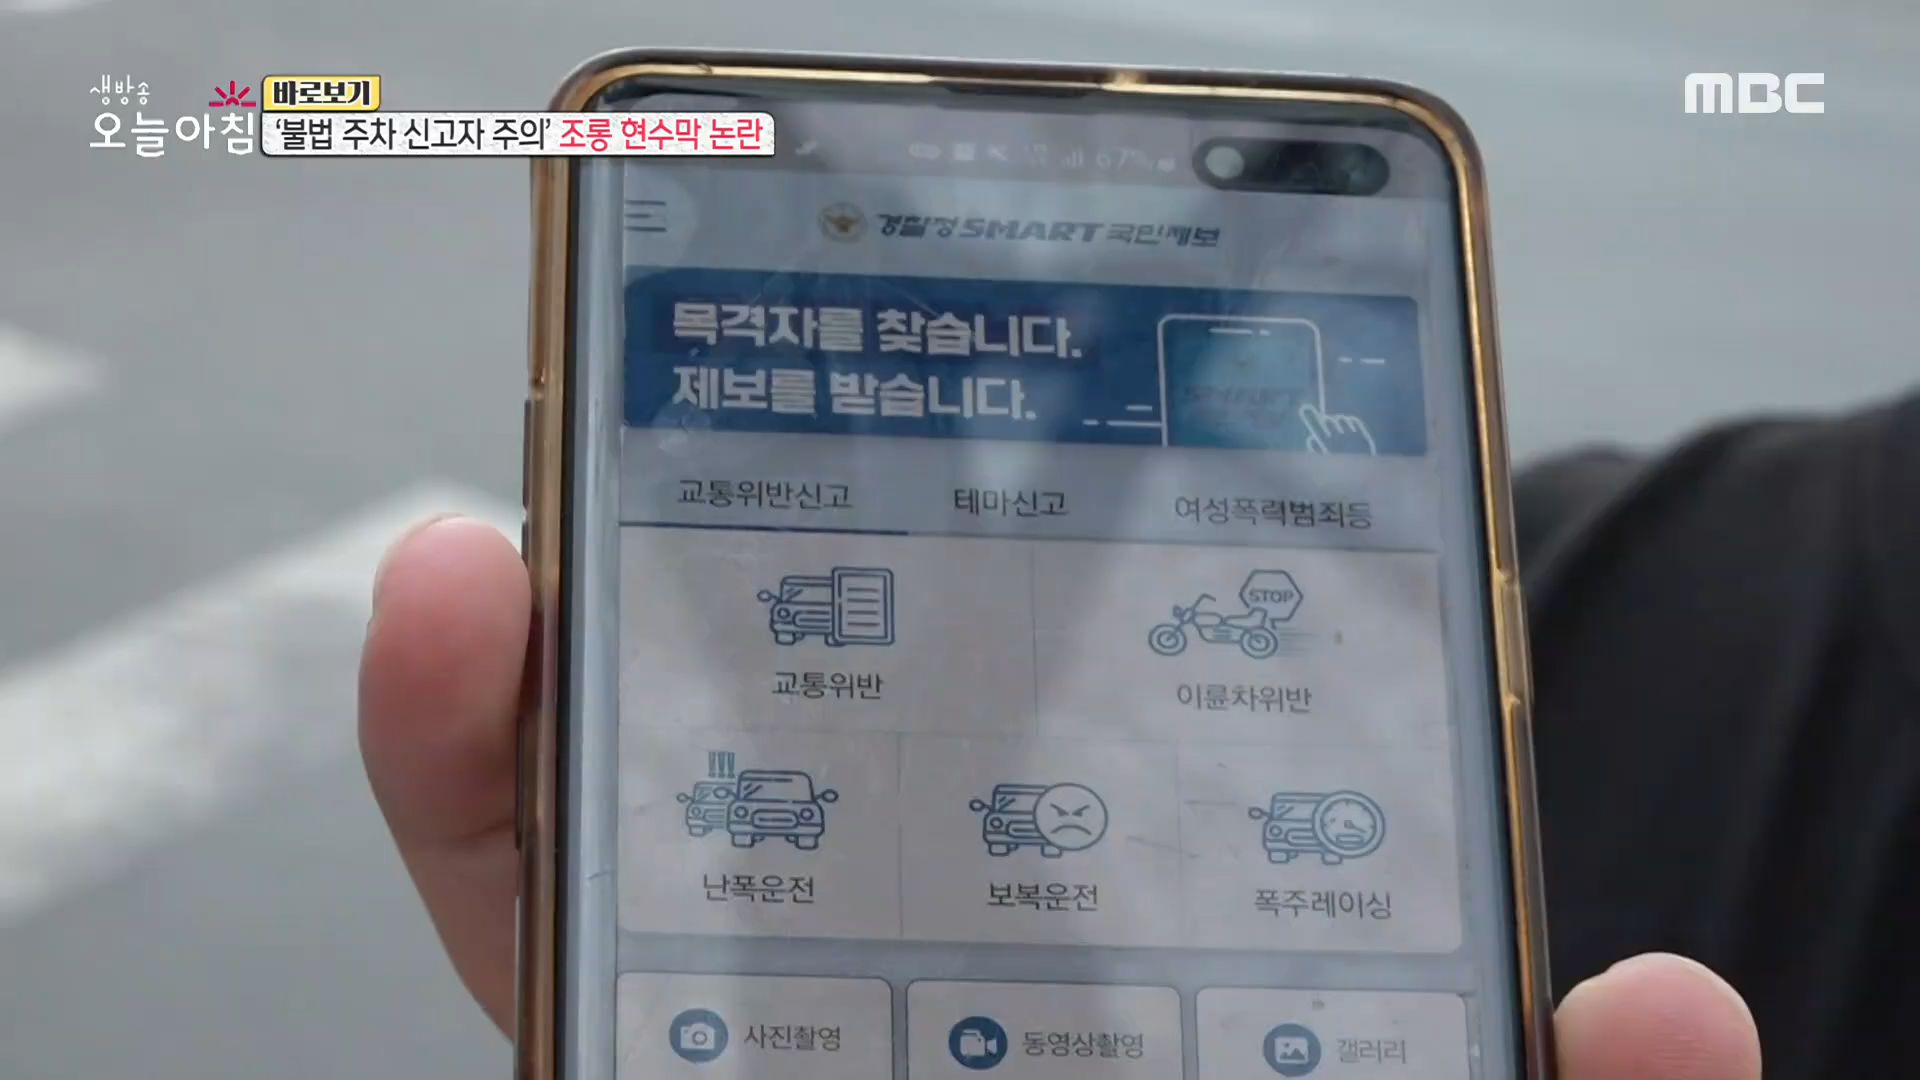 생방송
오늘아침
바로보기
'불법 주차 신고자 주의' 조롱 현수막 논란
MBC
67%
경찰청 SMART 국민제보
목격자를 찾습니다.
제보를 받습니다.
SMART
교통위반신고
테마신고
여성폭력범죄등
교통위반
STOP
이륜차위반
!!!
난폭운전
보복운전
폭주레이싱
사진촬영
동영상촬영
갤러리